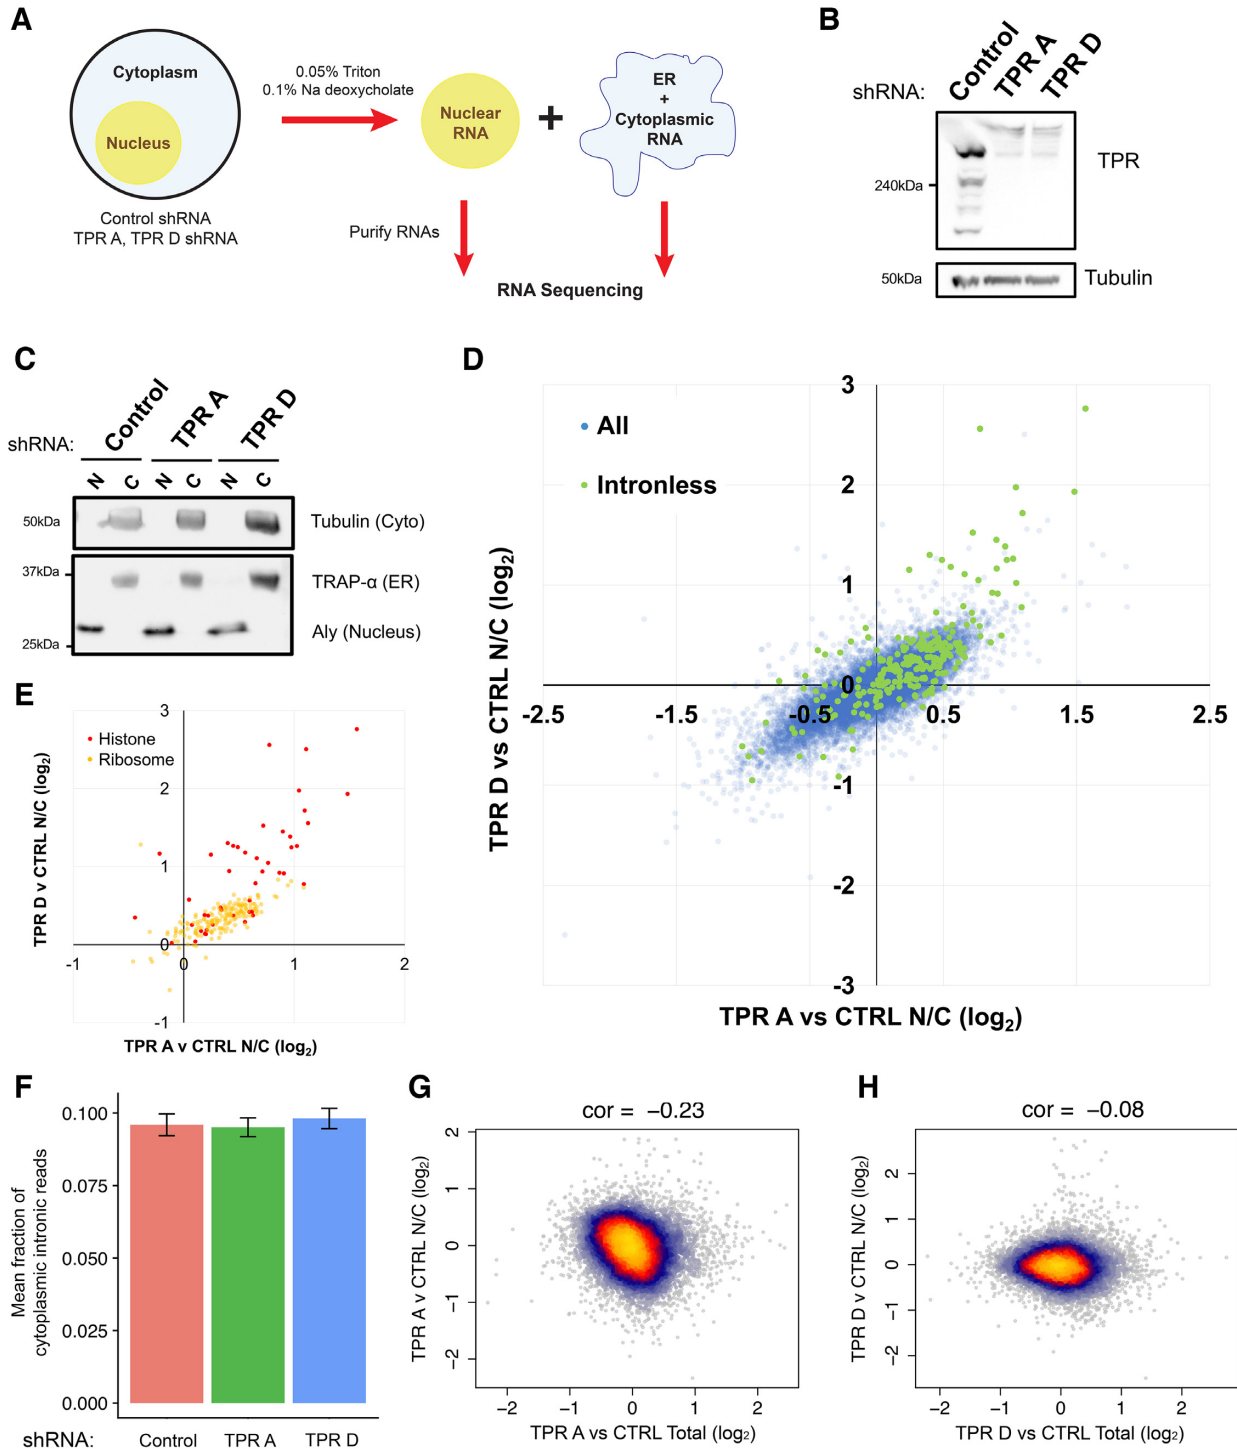 A
Cytoplasm
Nucleus
Control shRNA
TPR A, TPR D shRNA
0.05% Triton
0.1% Na deoxycholate
Nuclear
RNA
+
ER
+
Cytoplasmic
RNA
Purify RNAs
RNA Sequencing
B
shRNA:
Control
TPR A
TPR D
TPR
240kDa
50kDa
Tubulin
C
shRNA:
Control
TPR A
TPR D
N C N C N C
50kDa
Tubulin (Cyto)
37kDa
TRAP-α (ER)
Aly (Nucleus)
25kDa
D
All
Intronless
3
2
1
0
-1
-2
-3
-2.5 -1.5 -0.5 0.5 1.5 2.5
TPR D vs CTRL N/C (log2)
TPR A vs CTRL N/C (log2)
E
Histone
Ribosome
3
2
1
0
-1
-1 0 1 2
TPR D v CTRL N/C (log2)
TPR A v CTRL N/C (log2)
F
Mean fraction of
cytoplasmic intronic reads
0.100
0.075
0.050
0.025
0.000
shRNA: Control TPR A TPR D
G
cor = −0.23
TPR A v CTRL N/C (log2)
2
1
0
−1
−2
−2 −1 0 1 2
TPR A vs CTRL Total (log2)
H
cor = −0.08
TPR D v CTRL N/C (log2)
2
1
0
−1
−2
−2 −1 0 1 2
TPR D vs CTRL Total (log2)